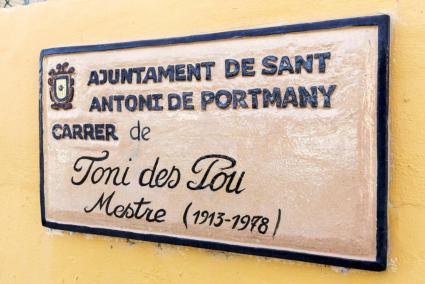 AJUNTAMENT DE SANT
ANTONI DE PORTMANY
CARRER de
Toni des Pou
Mestre (1913-1978)